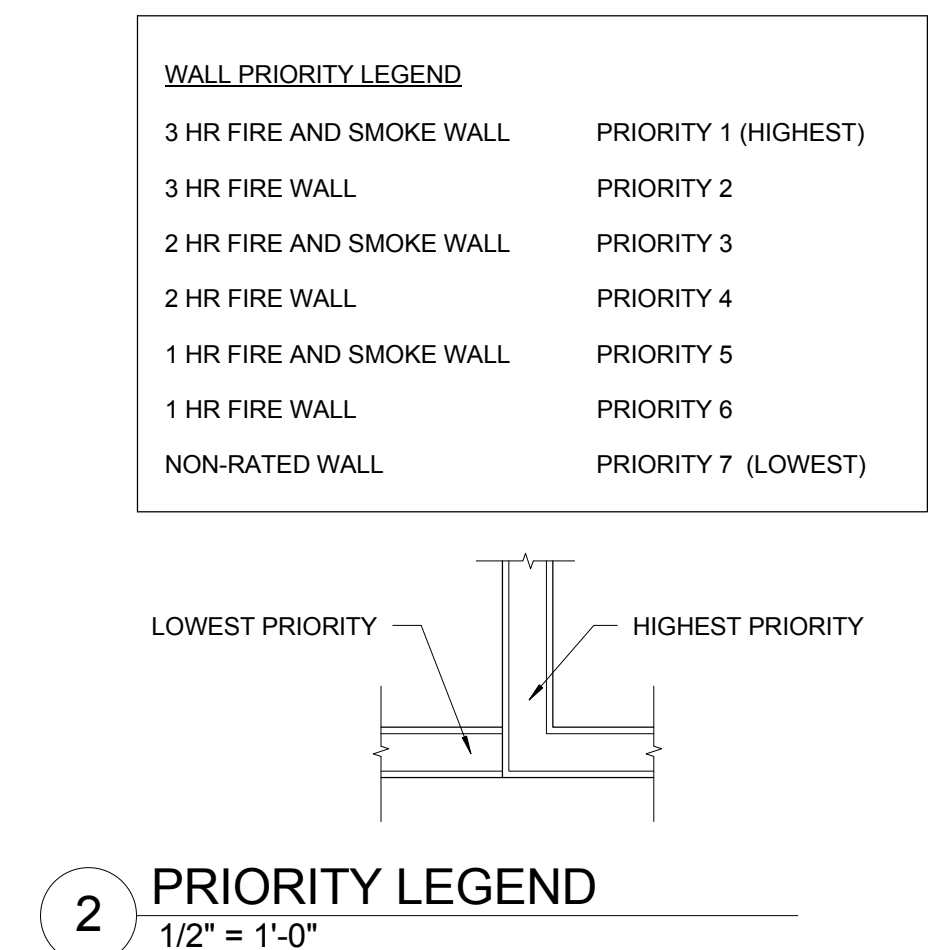 WALL PRIORITY LEGEND
3 HR FIRE AND SMOKE WALL PRIORITY 1 (HIGHEST)
3 HR FIRE WALL PRIORITY 2
2 HR FIRE AND SMOKE WALL PRIORITY 3
2 HR FIRE WALL PRIORITY 4
1 HR FIRE AND SMOKE WALL PRIORITY 5
1 HR FIRE WALL PRIORITY 6
NON-RATED WALL PRIORITY 7 (LOWEST)
LOWEST PRIORITY HIGHEST PRIORITY
2 PRIORITY LEGEND
1/2" = 1'-0"